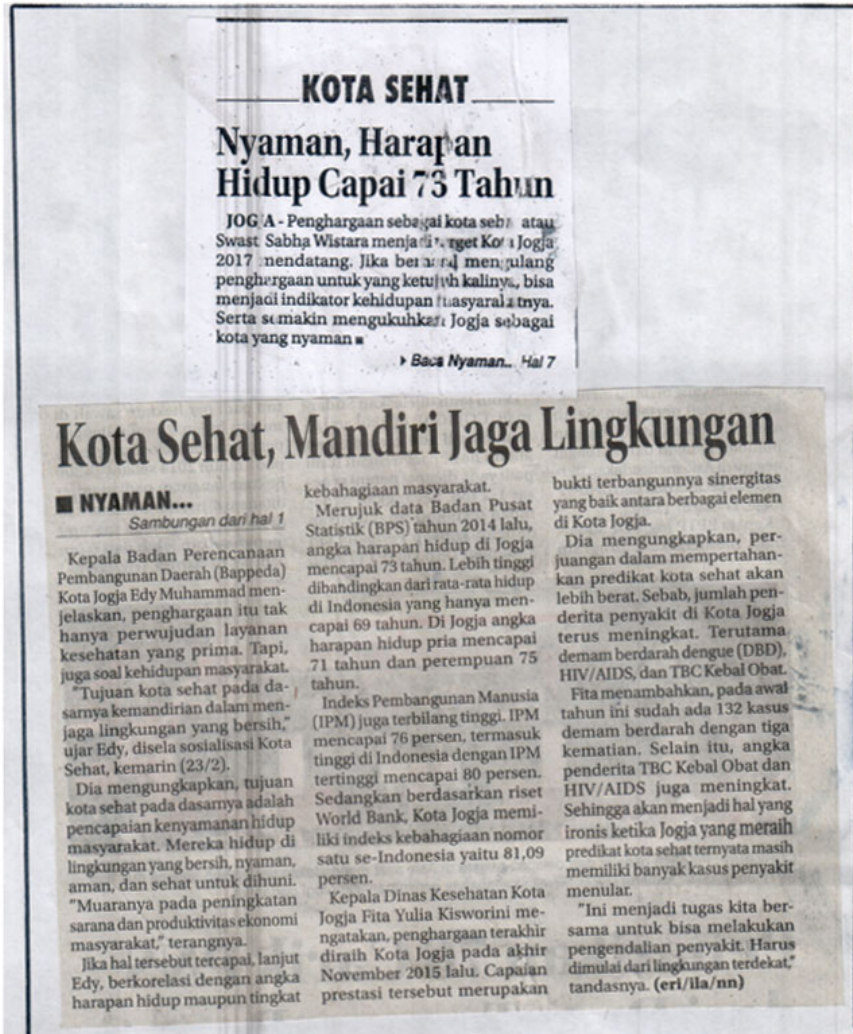 KOTA SEHAT
Nyaman, Harapan
Hidup Capai 73 Tahun
JOGJA - Penghargaan sebagai kota atau
Swasti Sabha Wistara menjadi target Kota Jogja
2017 mendatang. Jika mengulang
penghargaan untuk yang ketujuh kalinya, bisa
menjadi indikator kehidupan masyarakatnya.
Serta semakin mengukuhkan Jogja sebagai
kota yang nyaman ■
▸ Baca Nyaman.. Hal 7
Kota Sehat, Mandiri Jaga Lingkungan
■ NYAMAN...
Sambungan dari hal 1
Kepala Badan Perencanaan
Pembangunan Daerah (Bappeda)
Kota Jogja Edy Muhammad men-
jelaskan, penghargaan itu tak
hanya perwujudan layanan
kesehatan yang prima. Tapi,
juga soal kehidupan masyarakat.
"Tujuan kota sehat pada da-
sarnya kemandirian dalam men-
jaga lingkungan yang bersih,"
ujar Edy, disela sosialisasi Kota
Sehat, kemarin (23/2).
Dia mengungkapkan, tujuan
kota sehat pada dasarnya adalah
pencapaian kenyamanan hidup
masyarakat. Mereka hidup di
lingkungan yang bersih, nyaman,
aman, dan sehat untuk dihuni.
"Muaranya pada peningkatan
sarana dan produktivitas ekonomi
masyarakat," terangnya.
Jika hal tersebut tercapai, lanjut
Edy, berkorelasi dengan angka
harapan hidup maupun tingkat
kebahagiaan masyarakat.
Merujuk data Badan Pusat
Statistik (BPS) tahun 2014 lalu,
angka harapan hidup di Jogja
mencapai 73 tahun. Lebih tinggi
dibandingkan dari rata-rata hidup
di Indonesia yang hanya men-
capai 69 tahun. Di Jogja angka
harapan hidup pria mencapai
71 tahun dan perempuan 75
tahun.
Indeks Pembangunan Manusia
(IPM) juga terbilang tinggi. IPM
mencapai 76 persen, termasuk
tinggi di Indonesia dengan IPM
tertinggi mencapai 80 persen.
Sedangkan berdasarkan riset
World Bank, Kota Jogja memi-
liki indeks kebahagiaan nomor
satu se-Indonesia yaitu 81,09
persen.
Kepala Dinas Kesehatan Kota
Jogja Fita Yulia Kisworini me-
ngatakan, penghargaan terakhir
diraih Kota Jogja pada akhir
November 2015 lalu. Capaian
prestasi tersebut merupakan
bukti terbangunnya sinergitas
yang baik antara berbagai elemen
di Kota Jogja.
Dia mengungkapkan, per-
juangan dalam mempertahan-
kan predikat kota sehat akan
lebih berat. Sebab, jumlah pen-
derita penyakit di Kota Jogja
terus meningkat. Terutama
demam berdarah dengue (DBD),
HIV/AIDS, dan TBC Kebal Obat.
Fita menambahkan, pada awal
tahun ini sudah ada 132 kasus
demam berdarah dengan tiga
kematian. Selain itu, angka
penderita TBC Kebal Obat dan
HIV/AIDS juga meningkat.
Sehingga akan menjadi hal yang
ironis ketika Jogja yang meraih
predikat kota sehat ternyata masih
memiliki banyak kasus penyakit
menular.
"Ini menjadi tugas kita ber-
sama untuk bisa melakukan
pengendalian penyakit. Harus
dimulai dari lingkungan terdekat,"
tandasnya. (eri/ila/nn)